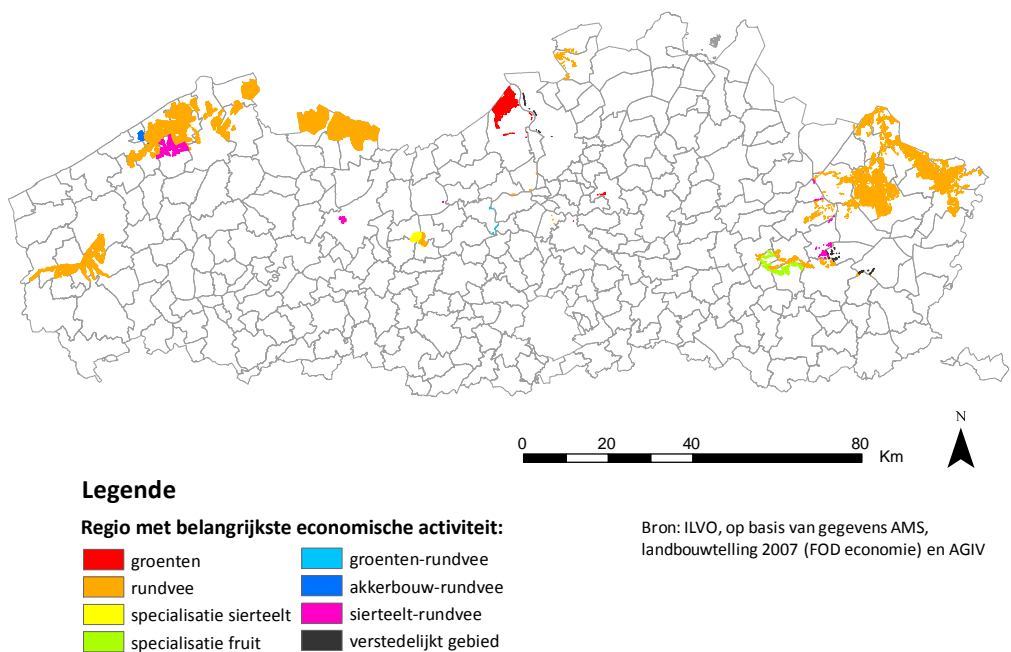 N
0 20 40 80 Km
Legende
Regio met belangrijkste economische activiteit:
groenten
rundvee
specialisatie sierteelt
specialisatie fruit
groenten-rundvee
akkerbouw-rundvee
sierteelt-rundvee
verstedelijkt gebied
Bron: ILVO, op basis van gegevens AMS,
landbouwtelling 2007 (FOD economie) en AGIV